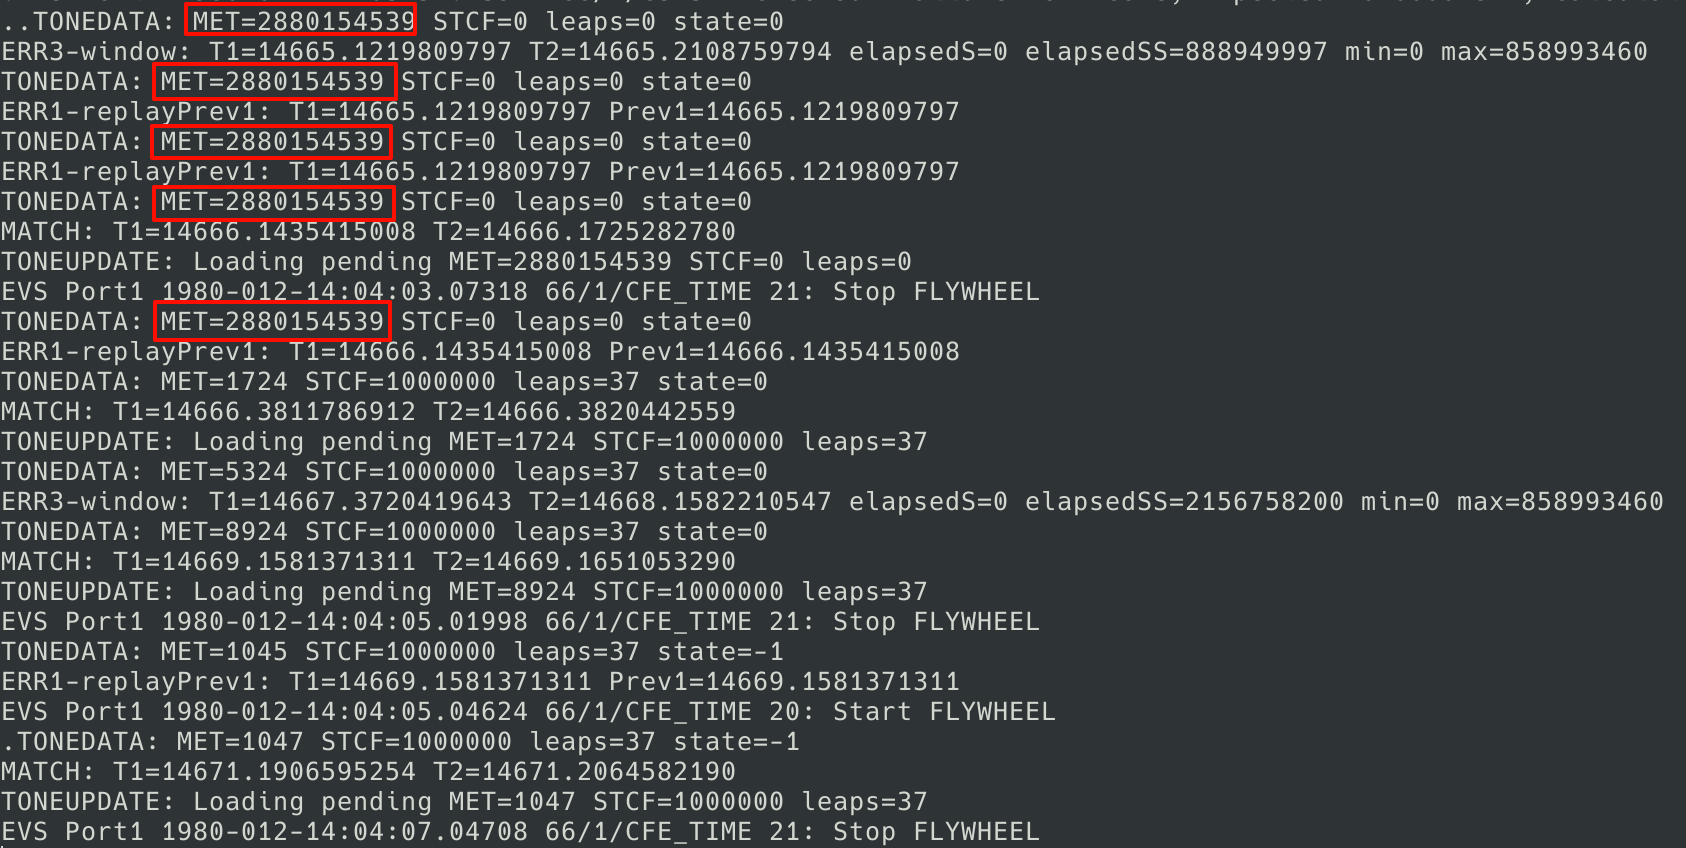 ..TONEDATA: MET=2880154539 STCF=0 leaps=0 state=0
ERR3-window: T1=14665.1219809797 T2=14665.2108759794 elapsedS=0 elapsedSS=888949997 min=0 max=858993460
TONEDATA: MET=2880154539 STCF=0 leaps=0 state=0
ERR1-replayPrev1: T1=14665.1219809797 Prev1=14665.1219809797
TONEDATA: MET=2880154539 STCF=0 leaps=0 state=0
ERR1-replayPrev1: T1=14665.1219809797 Prev1=14665.1219809797
TONEDATA: MET=2880154539 STCF=0 leaps=0 state=0
MATCH: T1=14666.1435415008 T2=14666.1725282780
TONEUPDATE: Loading pending MET=2880154539 STCF=0 leaps=0
EVS Port1 1980-012-14:04:03.07318 66/1/CFE_TIME 21: Stop FLYWHEEL
TONEDATA: MET=2880154539 STCF=0 leaps=0 state=0
ERR1-replayPrev1: T1=14666.1435415008 Prev1=14666.1435415008
TONEDATA: MET=1724 STCF=1000000 leaps=37 state=0
MATCH: T1=14666.3811786912 T2=14666.3820442559
TONEUPDATE: Loading pending MET=1724 STCF=1000000 leaps=37
TONEDATA: MET=5324 STCF=1000000 leaps=37 state=0
ERR3-window: T1=14667.3720419643 T2=14668.1582210547 elapsedS=0 elapsedSS=2156758200 min=0 max=858993460
TONEDATA: MET=8924 STCF=1000000 leaps=37 state=0
MATCH: T1=14669.1581371311 T2=14669.1651053290
TONEUPDATE: Loading pending MET=8924 STCF=1000000 leaps=37
EVS Port1 1980-012-14:04:05.01998 66/1/CFE_TIME 21: Stop FLYWHEEL
TONEDATA: MET=1045 STCF=1000000 leaps=37 state=-1
ERR1-replayPrev1: T1=14669.1581371311 Prev1=14669.1581371311
EVS Port1 1980-012-14:04:05.04624 66/1/CFE_TIME 20: Start FLYWHEEL
.TONEDATA: MET=1047 STCF=1000000 leaps=37 state=-1
MATCH: T1=14671.1906595254 T2=14671.2064582190
TONEUPDATE: Loading pending MET=1047 STCF=1000000 leaps=37
EVS Port1 1980-012-14:04:07.04708 66/1/CFE_TIME 21: Stop FLYWHEEL